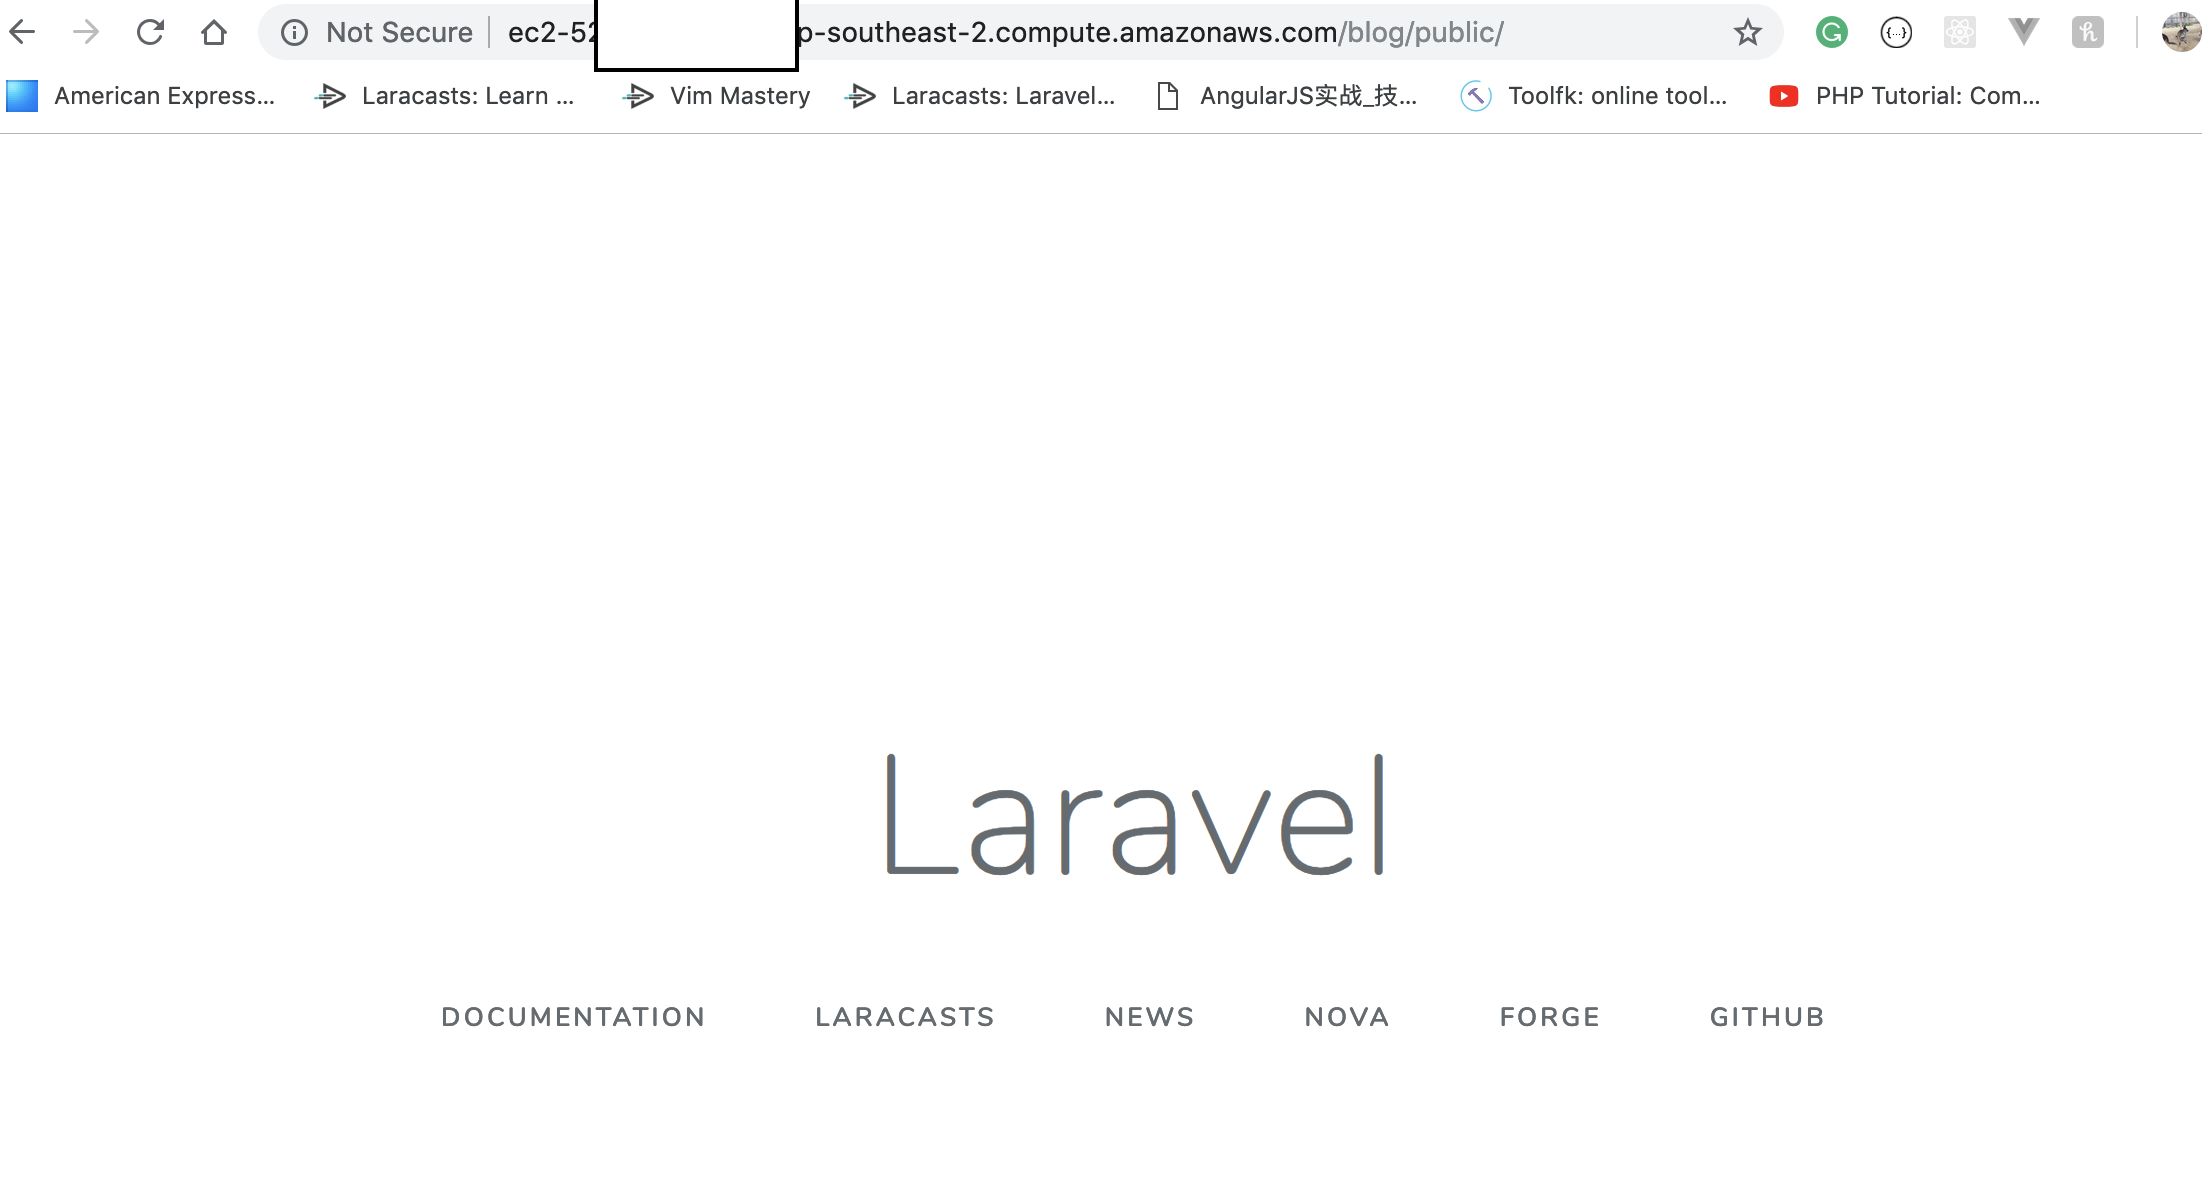 Not Secure ec2-52 p-southeast-2.compute.amazonaws.com/blog/public/
American Express... Laracasts: Learn ... Vim Mastery Laracasts: Laravel... AngularJS实战_技... Toolfk: online tool... PHP Tutorial: Com...
Laravel
DOCUMENTATION LARACASTS NEWS NOVA FORGE GITHUB